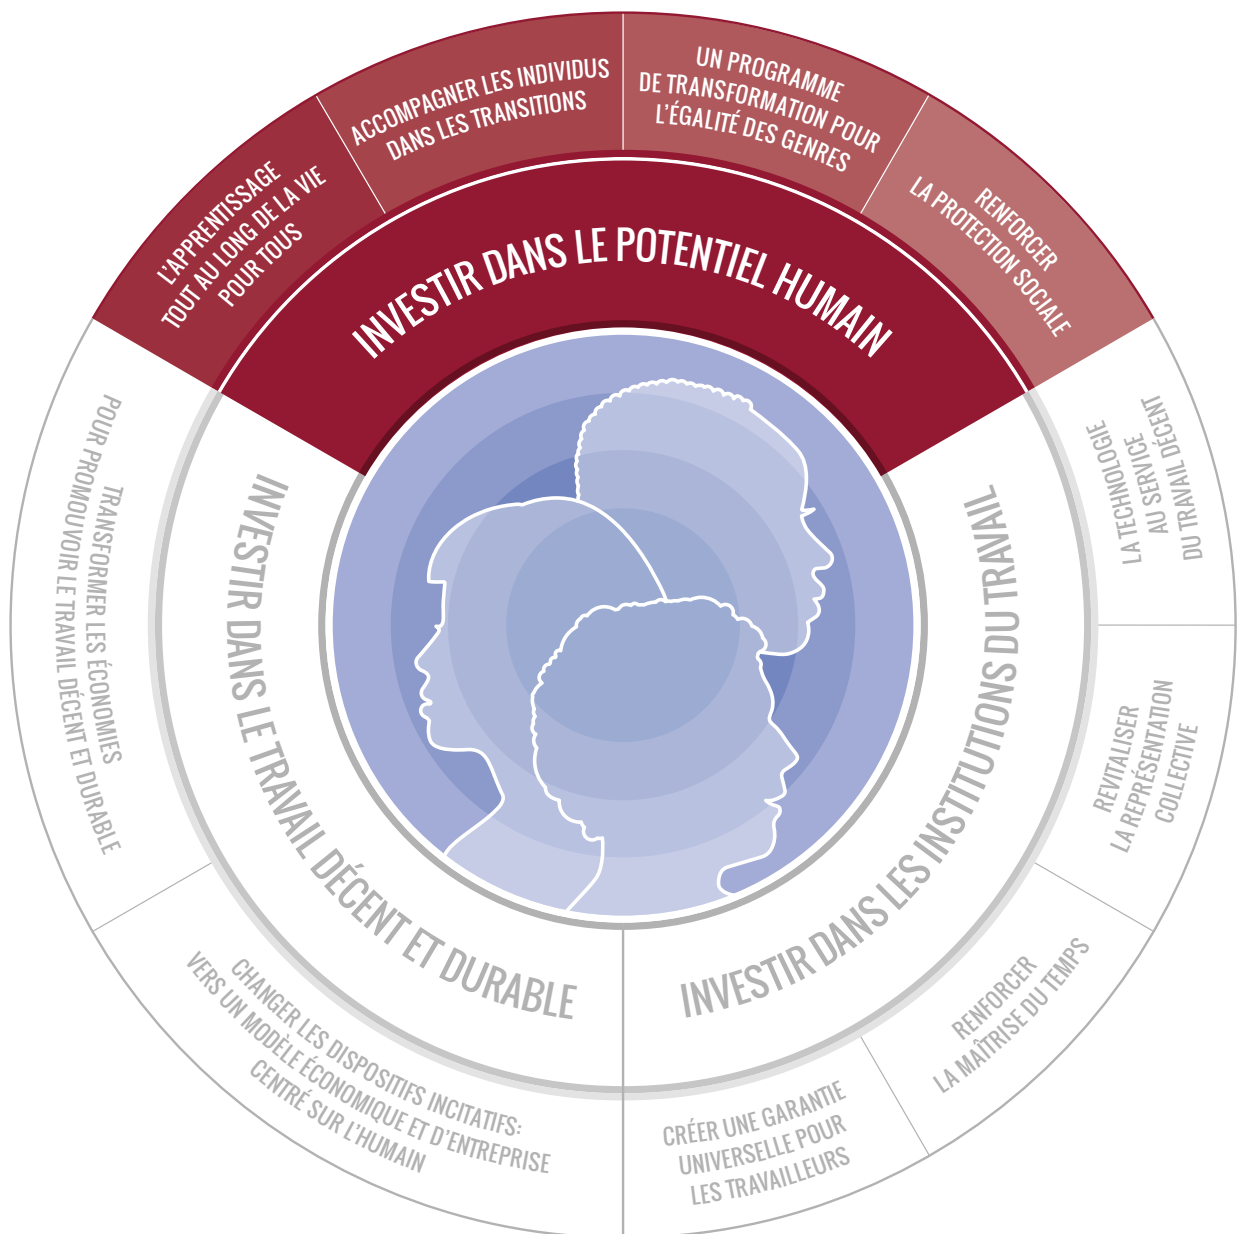 L'APPRENTISSAGE
TOUT AU LONG DE LA VIE
POUR TOUS
ACCOMPAGNER LES INDIVIDUS
DANS LES TRANSITIONS
UN PROGRAMME
DE TRANSFORMATION POUR
L'ÉGALITÉ DES GENRES
RENFORCER
LA PROTECTION SOCIALE
INVESTIR DANS LE POTENTIEL HUMAIN
LA TECHNOLOGIE
AU SERVICE
DU TRAVAIL DÉCENT
REVITALISER
LA REPRÉSENTATION
COLLECTIVE
RENFORCER
LA MAÎTRISE DU TEMPS
CRÉER UNE GARANTIE
UNIVERSELLE POUR
LES TRAVAILLEURS
INVESTIR DANS LES INSTITUTIONS DU TRAVAIL
TRANSFORMER LES ÉCONOMIES
POUR PROMOUVOIR LE TRAVAIL DÉCENT ET DURABLE
CHANGER LES DISPOSITIFS INCITATIFS:
VERS UN MODÈLE ÉCONOMIQUE ET D'ENTREPRISE
CENTRÉ SUR L'HUMAIN
INVESTIR DANS LE TRAVAIL DÉCENT ET DURABLE